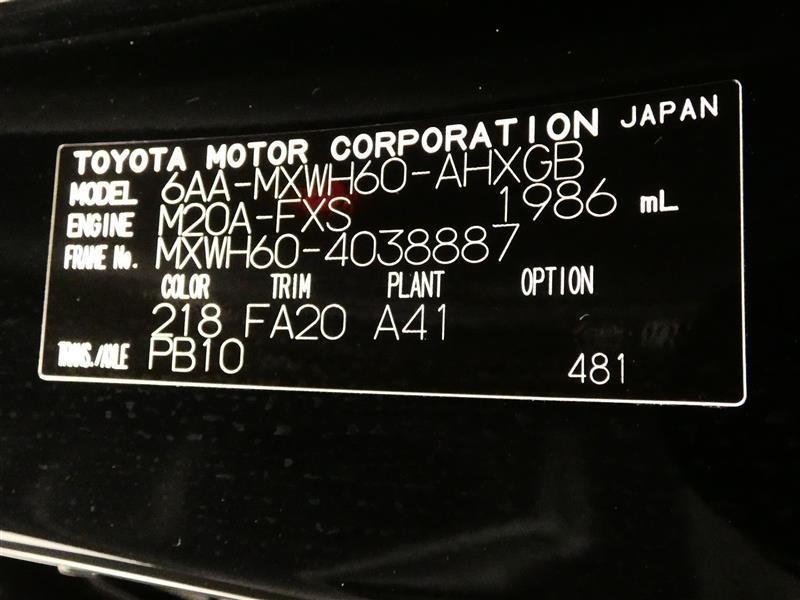 TOYOTA MOTOR CORPORATION JAPAN
MODEL 6AA-MXWH60-AHXGB
ENGINE M20A-FXS 1986 mL
FRAME No. MXWH60-4038887
COLOR TRIM PLANT OPTION
218 FA20 A41
TRANS./AXLE PB10 481